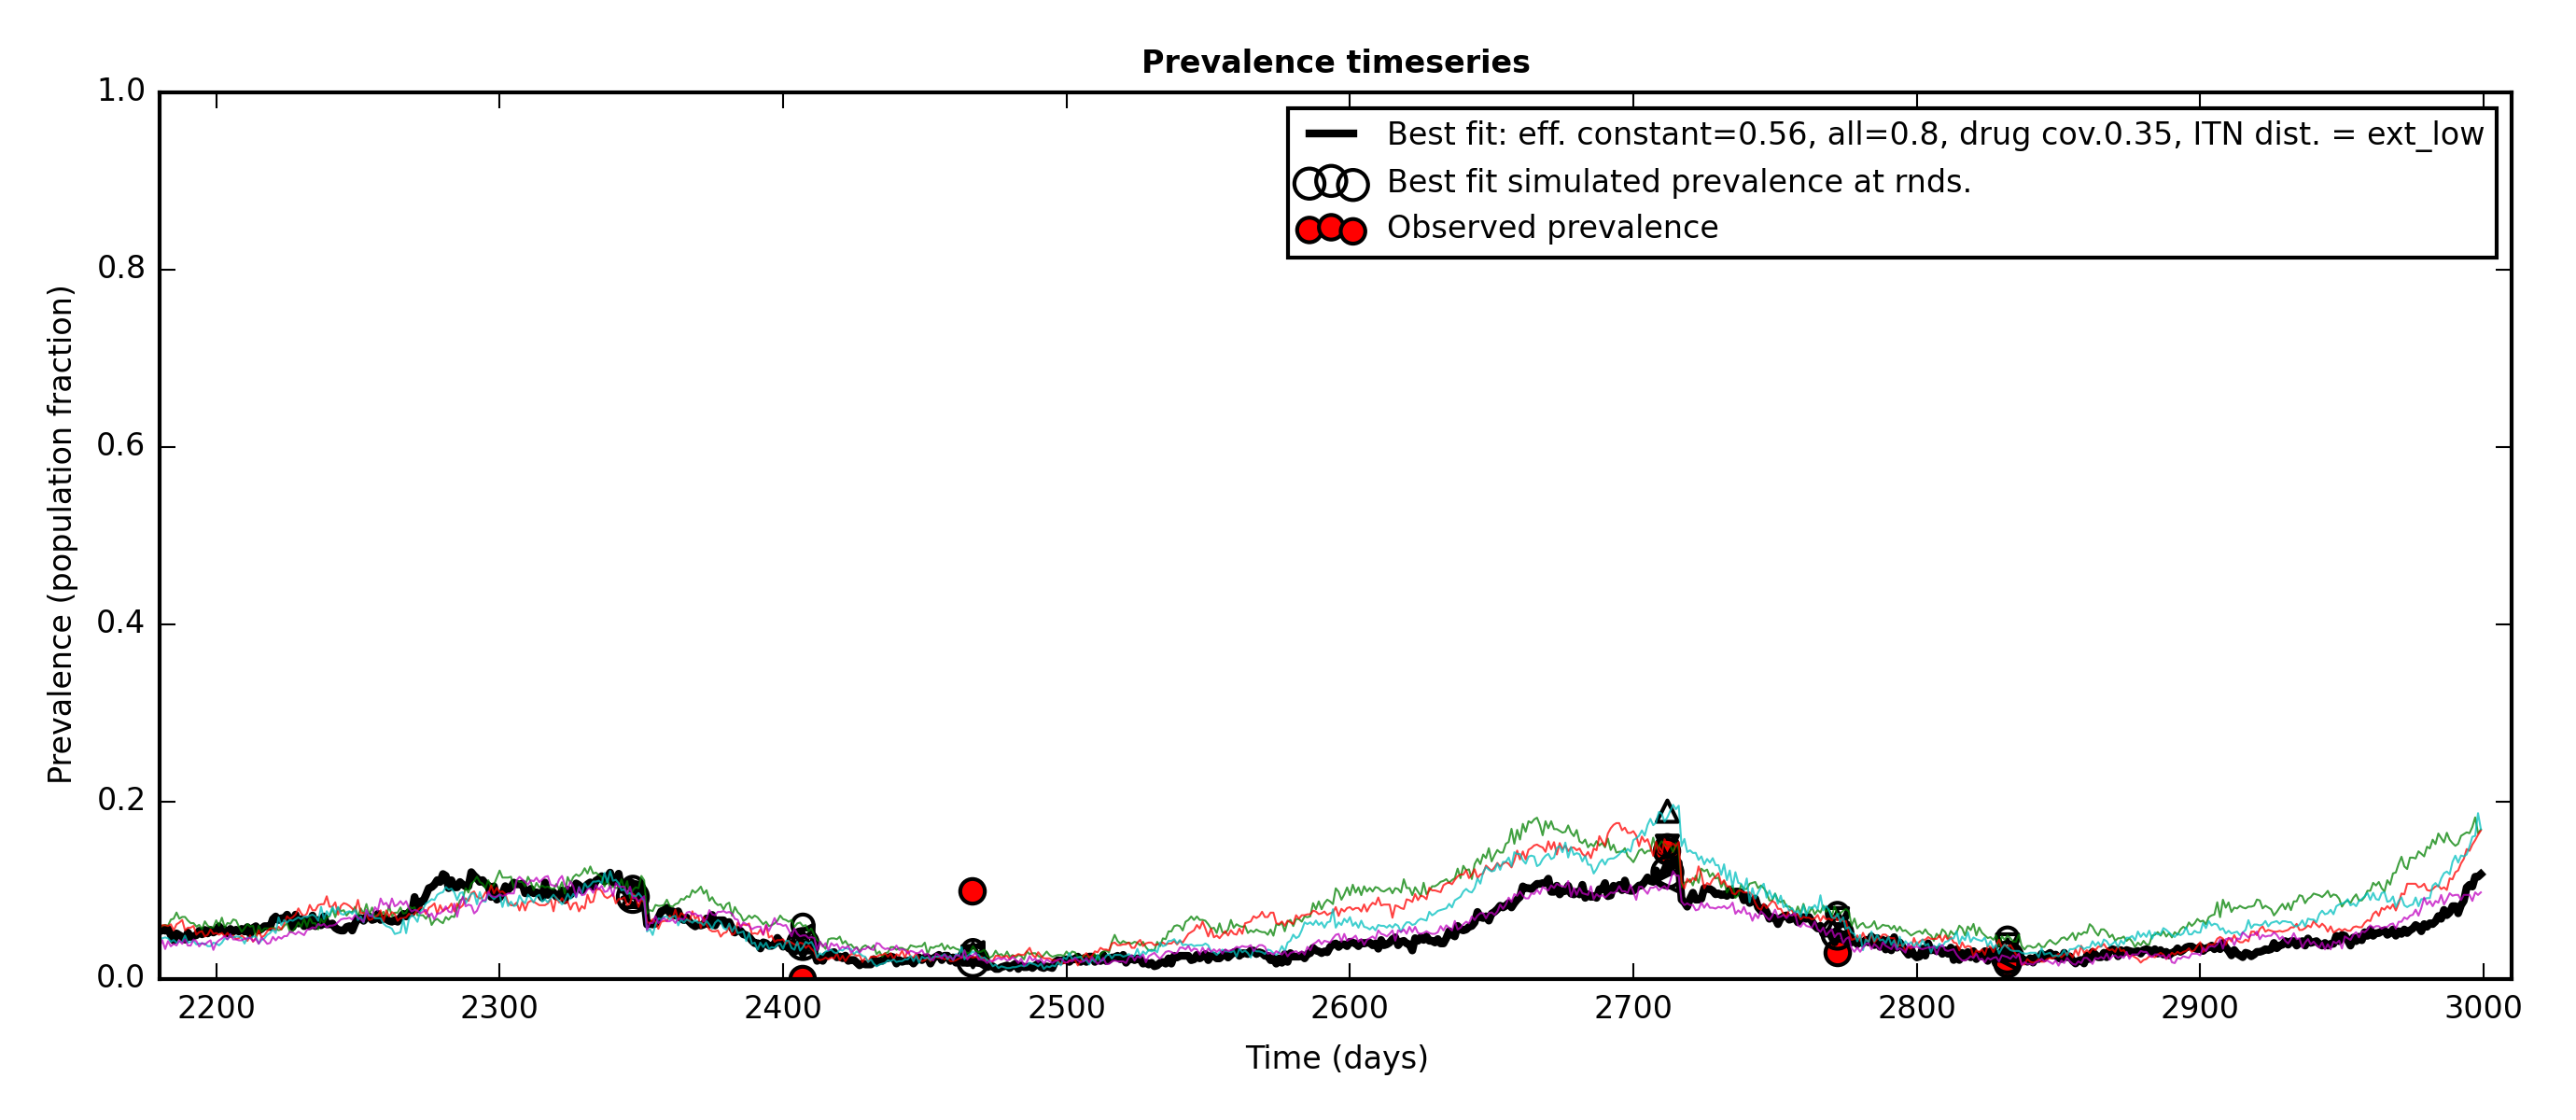 Prevalence timeseries
1.0
0.8
0.6
0.4
0.2
0.0
Prevalence (population fraction)
Best fit: eff. constant=0.56, all=0.8, drug cov.0.35, ITN dist. = ext_low
Best fit simulated prevalence at rnds.
Observed prevalence
2200 2300 2400 2500 2600 2700 2800 2900 3000
Time (days)